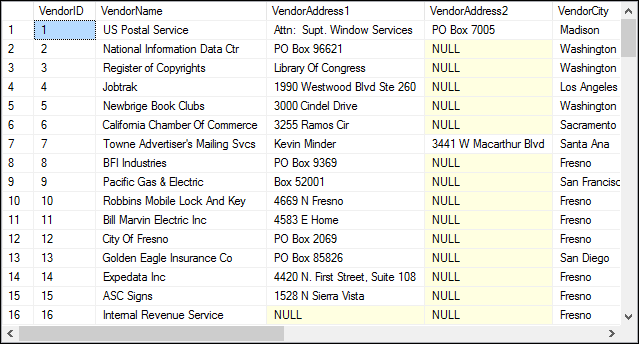 VendorID VendorName VendorAddress1 VendorAddress2 VendorCity
1 1 US Postal Service Attn: Supt. Window Services PO Box 7005 Madison
2 2 National Information Data Ctr PO Box 96621 NULL Washington
3 3 Register of Copyrights Library Of Congress NULL Washington
4 4 Jobtrak 1990 Westwood Blvd Ste 260 NULL Los Angeles
5 5 Newbrige Book Clubs 3000 Cindel Drive NULL Washington
6 6 California Chamber Of Commerce 3255 Ramos Cir NULL Sacramento
7 7 Towne Advertiser's Mailing Svcs Kevin Minder 3441 W Macarthur Blvd Santa Ana
8 8 BFI Industries PO Box 9369 NULL Fresno
9 9 Pacific Gas & Electric Box 52001 NULL San Francisc
10 10 Robbins Mobile Lock And Key 4669 N Fresno NULL Fresno
11 11 Bill Marvin Electric Inc 4583 E Home NULL Fresno
12 12 City Of Fresno PO Box 2069 NULL Fresno
13 13 Golden Eagle Insurance Co PO Box 85826 NULL San Diego
14 14 Expedata Inc 4420 N. First Street, Suite 108 NULL Fresno
15 15 ASC Signs 1528 N Sierra Vista NULL Fresno
16 16 Internal Revenue Service NULL NULL Fresno